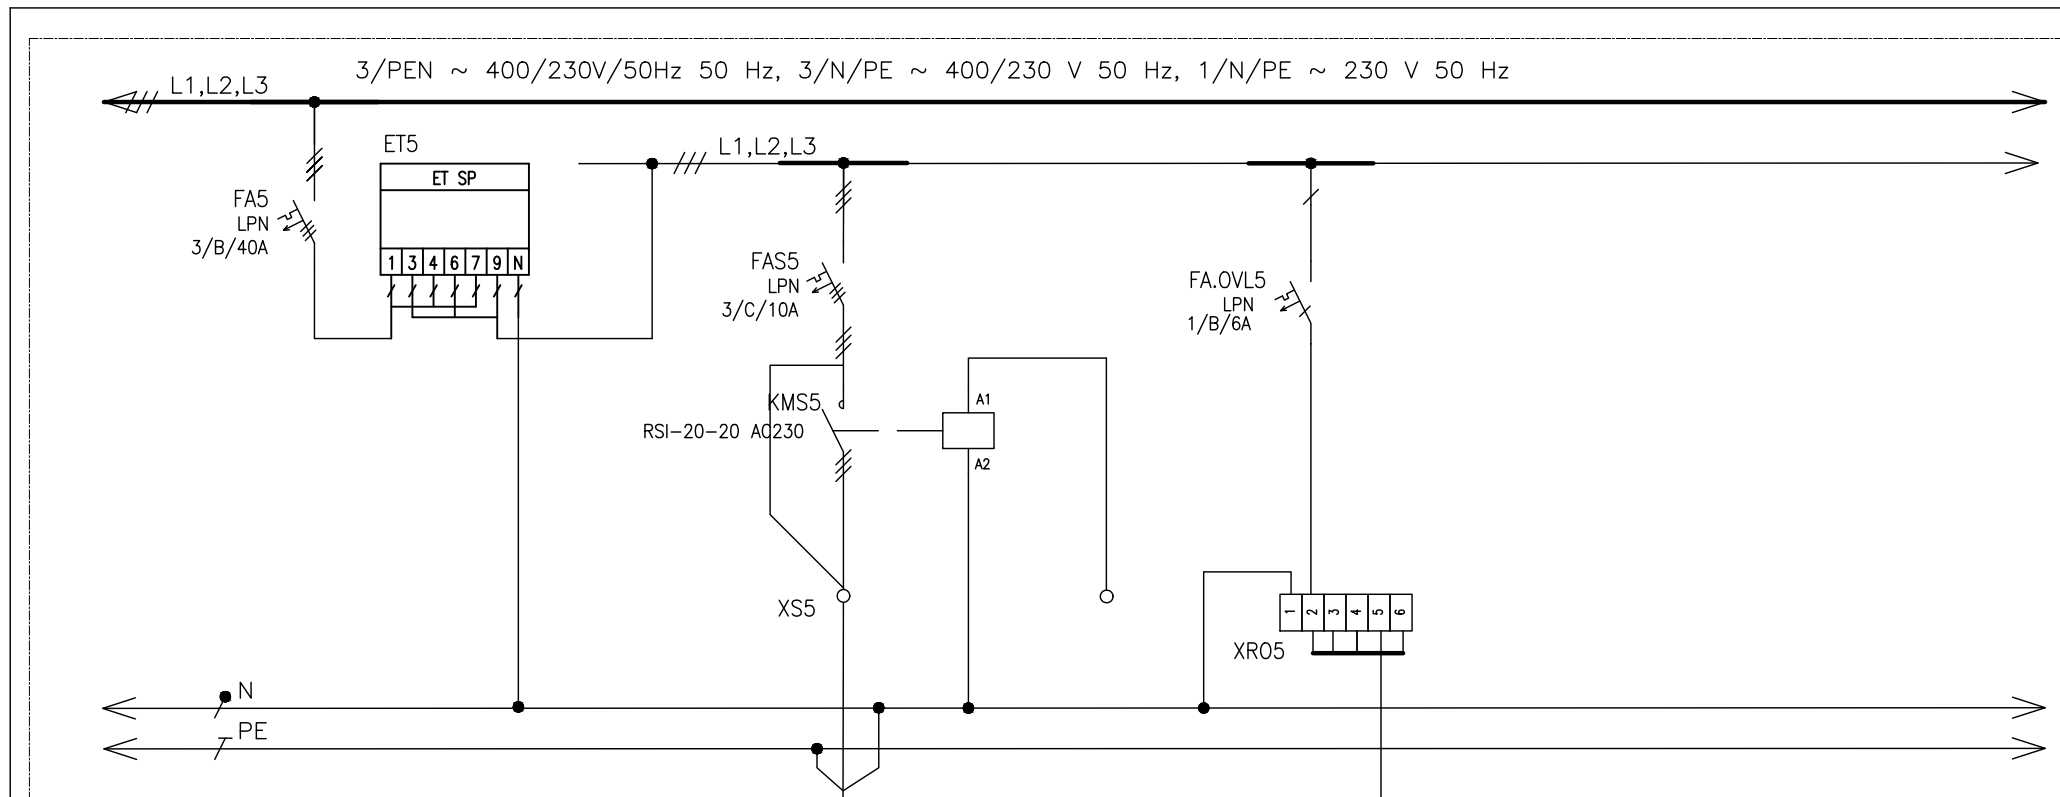 3/PEN ~ 400/230V/50Hz 50 Hz, 3/N/PE ~ 400/230 V 50 Hz, 1/N/PE ~ 230 V 50 Hz
L1,L2,L3
ET5
L1,L2,L3
ET SP
FA5
LPN
3/B/40A
1 3 4 6 7 9 N
FAS5
LPN
3/C/10A
FA.OVL5
LPN
1/B/6A
KMS5
A1
RSI-20-20 AC230
A2
XS5
1 2 3 4 5 6
XRO5
N
PE